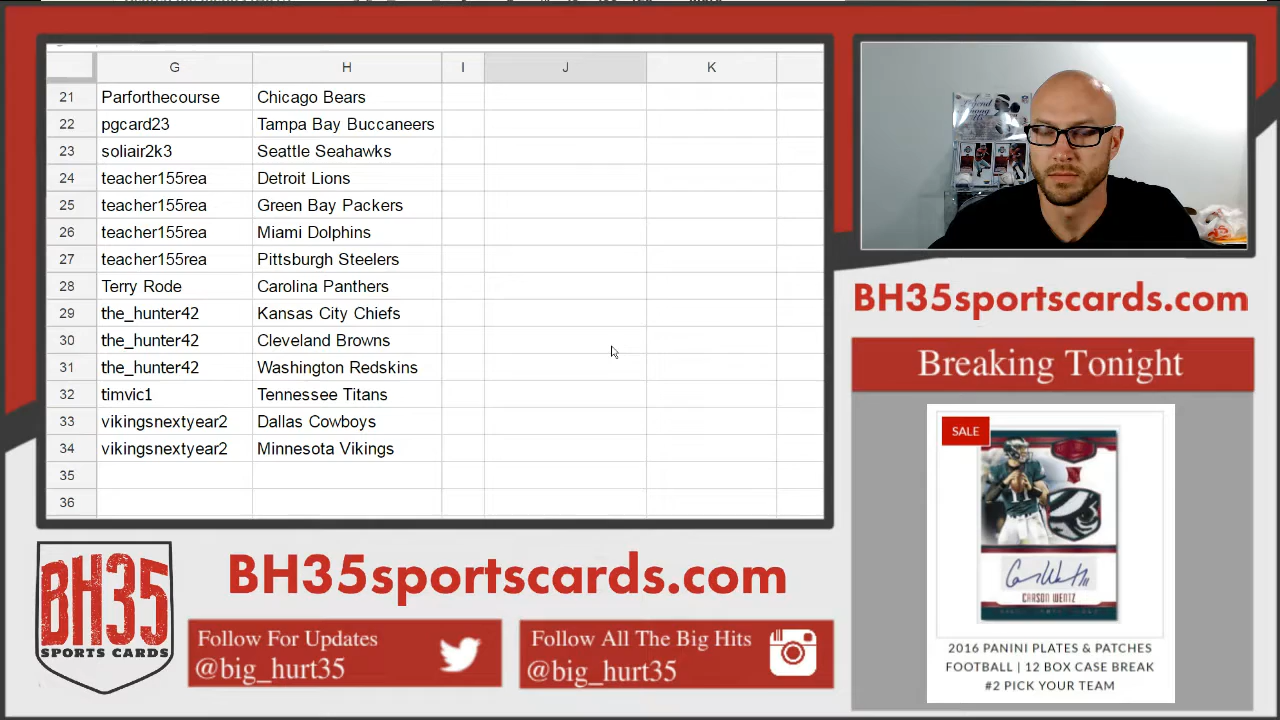 G H I J K
21 Parforthecourse Chicago Bears
22 pgcard23 Tampa Bay Buccaneers
23 soliair2k3 Seattle Seahawks
24 teacher155rea Detroit Lions
25 teacher155rea Green Bay Packers
26 teacher155rea Miami Dolphins
27 teacher155rea Pittsburgh Steelers
28 Terry Rode Carolina Panthers
29 the_hunter42 Kansas City Chiefs
30 the_hunter42 Cleveland Browns
31 the_hunter42 Washington Redskins
32 timvic1 Tennessee Titans
33 vikingsnextyear2 Dallas Cowboys
34 vikingsnextyear2 Minnesota Vikings
35
36
BH35sportscards.com
Breaking Tonight
SALE
CARSON WENTZ
2016 PANINI PLATES & PATCHES
FOOTBALL | 12 BOX CASE BREAK
#2 PICK YOUR TEAM
BH35
SPORTS CARDS
BH35sportscards.com
Follow For Updates
@big_hurt35
Follow All The Big Hits
@big_hurt35